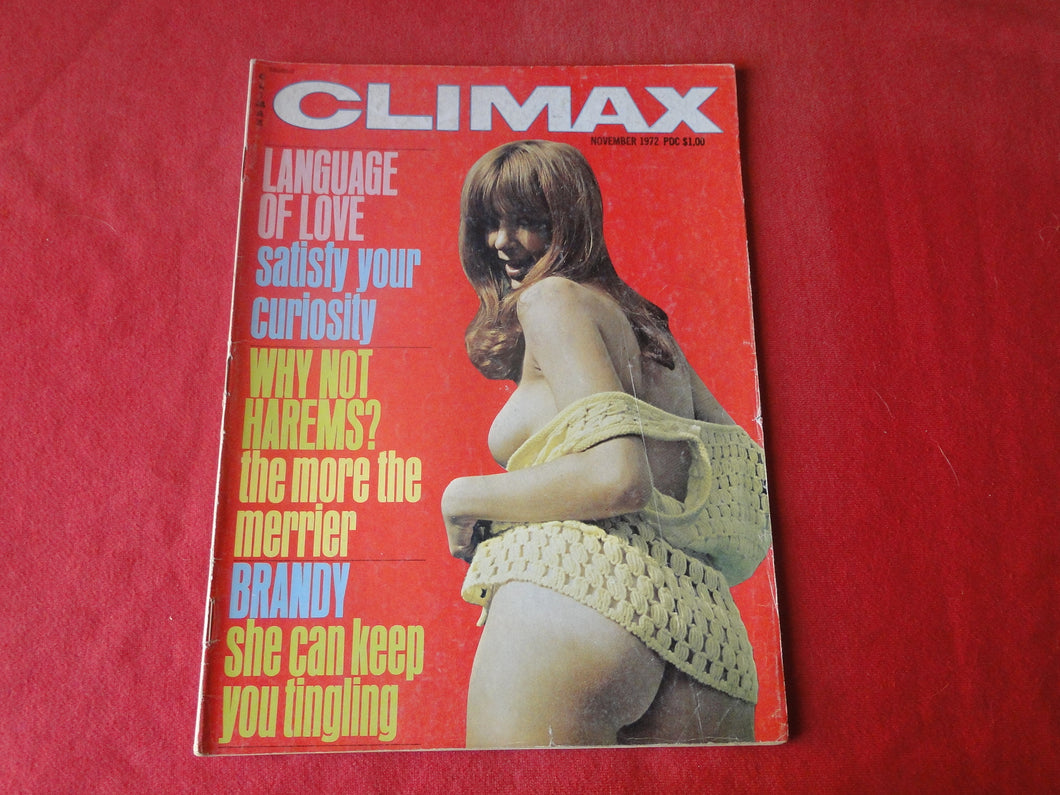 CLIMAX
CLIMAX
NOVEMBER 1972 PDC $1.00
LANGUAGE
OF LOVE
satisfy your
curiosity
WHY NOT
HAREMS?
the more the
merrier
BRANDY
she can keep
you tingling